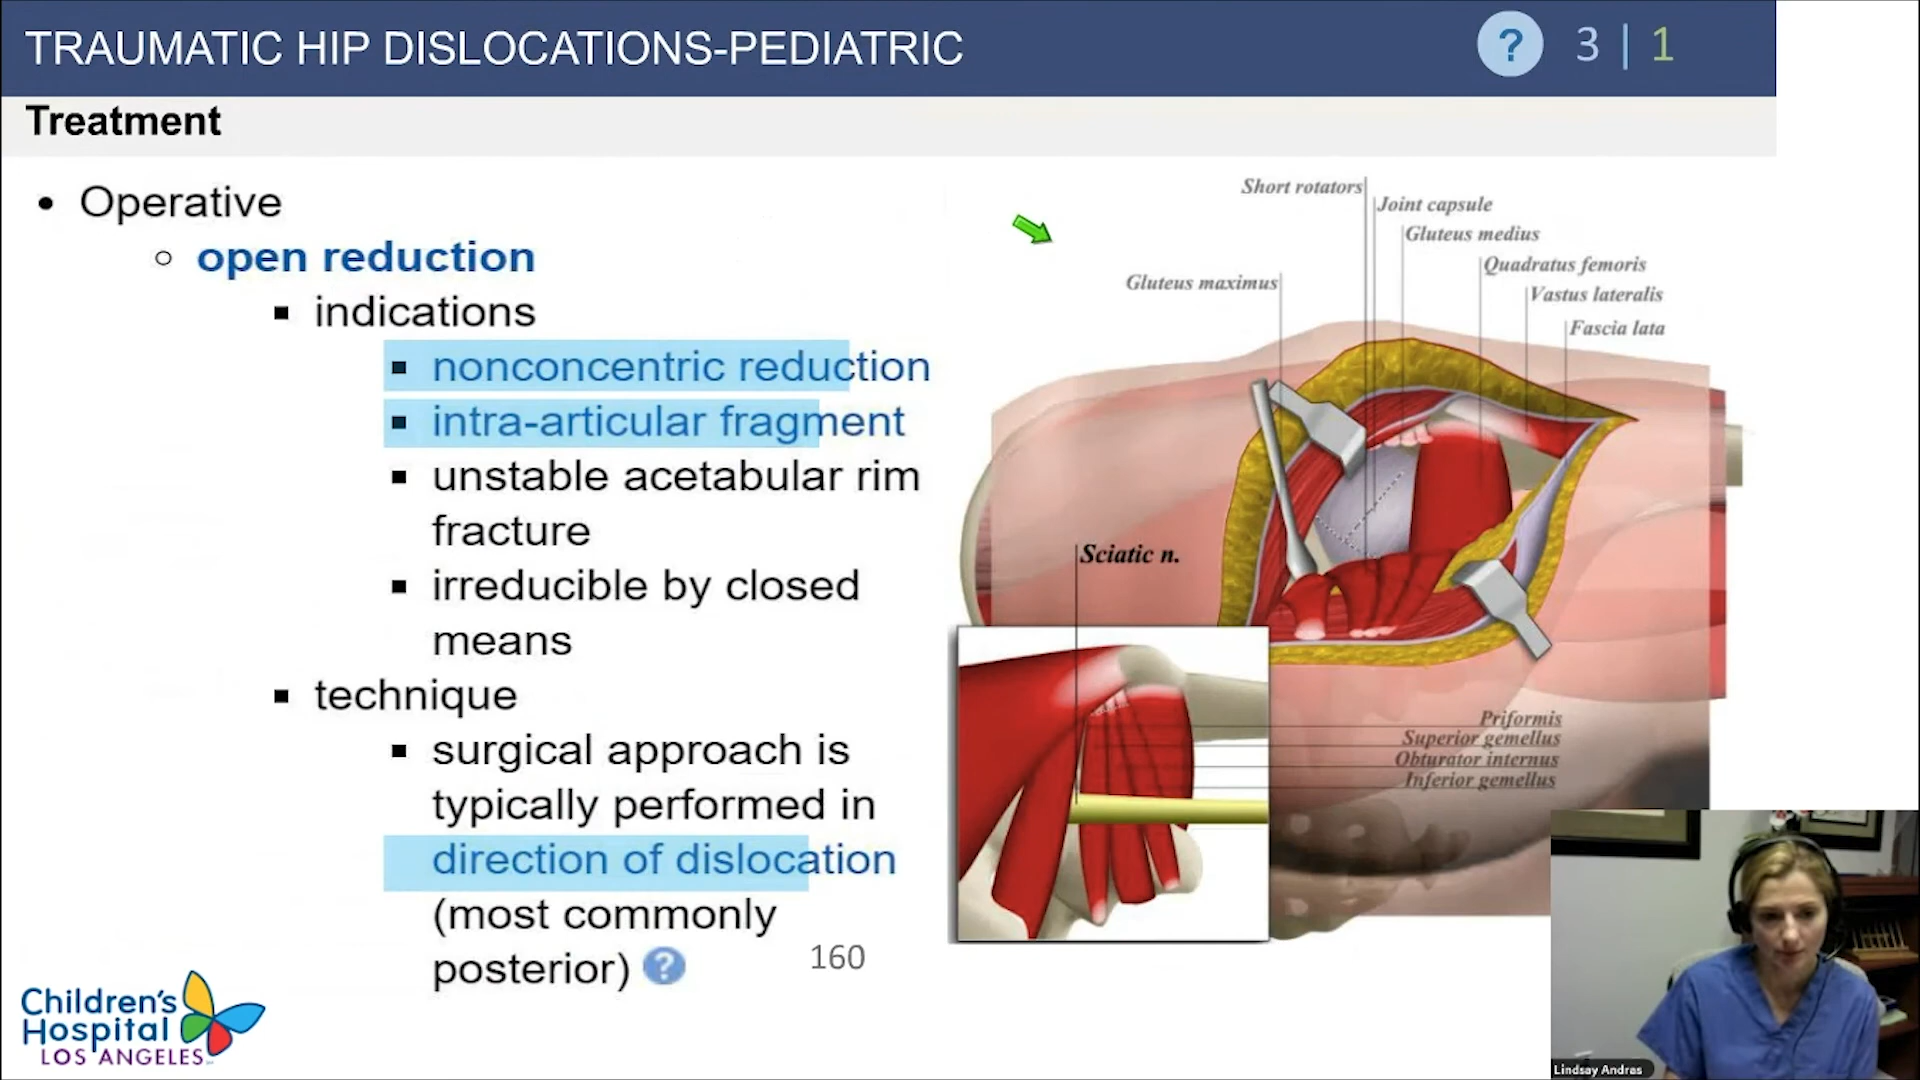 TRAUMATIC HIP DISLOCATIONS-PEDIATRIC
? 3 | 1
Treatment
• Operative
○ open reduction
▪ indications
▪ nonconcentric reduction
▪ intra-articular fragment
▪ unstable acetabular rim
fracture
▪ irreducible by closed
means
▪ technique
▪ surgical approach is
typically performed in
direction of dislocation
(most commonly
posterior) ?
160
Short rotators
Joint capsule
Gluteus medius
Quadratus femoris
Gluteus maximus
Vastus lateralis
Fascia lata
Sciatic n.
Priformis
Superior gemellus
Obturator internus
Inferior gemellus
Children's
Hospital
LOS ANGELES
Lindsay Andras